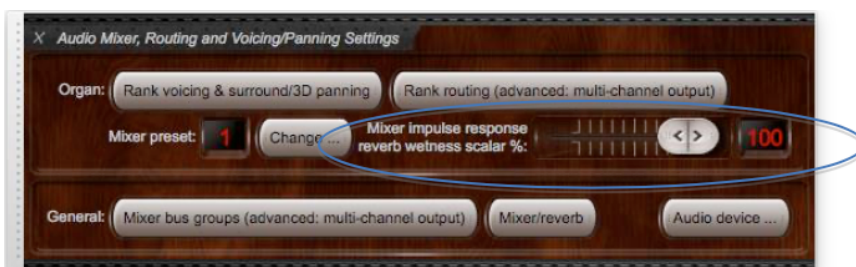 X Audio Mixer, Routing and Voicing/Panning Settings
Organ: Rank voicing & surround/3D panning Rank routing (advanced: multi-channel output)
Mixer preset: 1 Change ... Mixer impulse response
reverb wetness scalar %: < > 100
General: Mixer bus groups (advanced: multi-channel output) Mixer/reverb Audio device ...